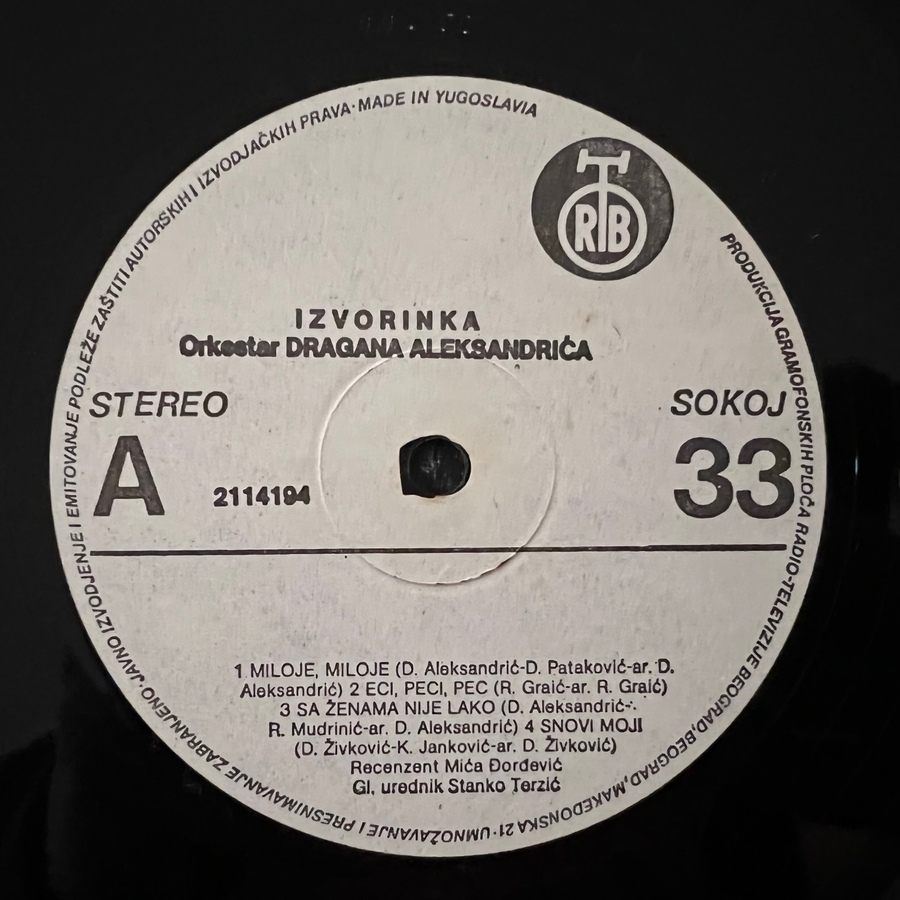 PRODUKCIJA GRAMOFONSKIH PLOČA RADIO-TELEVIZIJE BEOGRAD, BEOGRAD, MAKEDONSKA 21 · UMNOŽAVANJE I PRESNIMAVANJE ZABRANJENO · JAVNO IZVODJENJE I EMITOVANJE PODLEŽE ZAŠTITI AUTORSKIH I IZVODJAČKIH PRAVA · MADE IN YUGOSLAVIA
RTB
IZVORINKA
Orkestar DRAGANA ALEKSANDRIĆA
STEREO
SOKOJ
A
2114194
33
1 MILOJE, MILOJE (D. Aleksandrić-D. Pataković-ar. D.
Aleksandrić) 2 ECI, PECI, PEC (R. Graić-ar. R. Graić)
3 SA ŽENAMA NIJE LAKO (D. Aleksandrić-
R. Mudrinić-ar. D. Aleksandrić) 4 SNOVI MOJI
(D. Živković-K. Janković-ar. D. Živković)
Recenzent Mića Đorđević
Gl. urednik Stanko Terzić